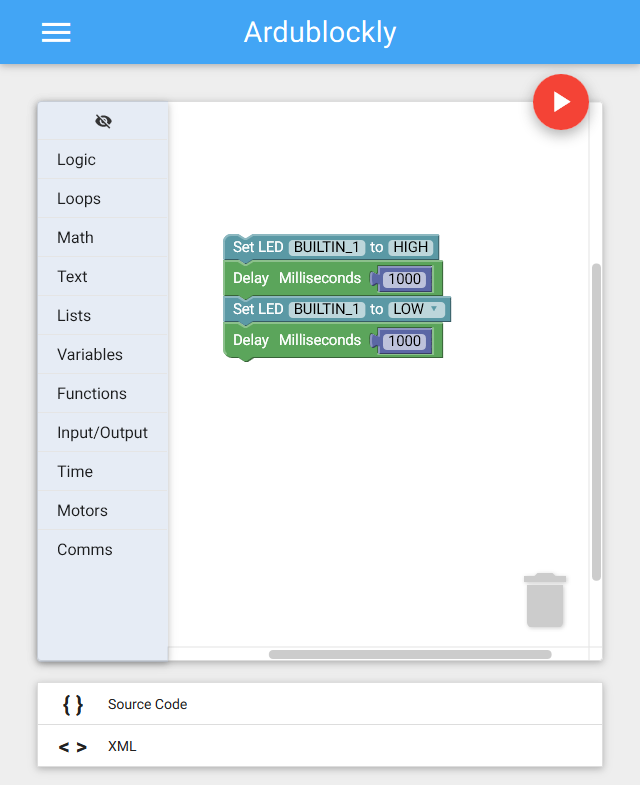 Ardublockly
Logic
Loops
Math
Text
Lists
Variables
Functions
Input/Output
Time
Motors
Comms
Set LED BUILTIN_1 to HIGH
Delay Milliseconds 1000
Set LED BUILTIN_1 to LOW
Delay Milliseconds 1000
{ } Source Code
< > XML